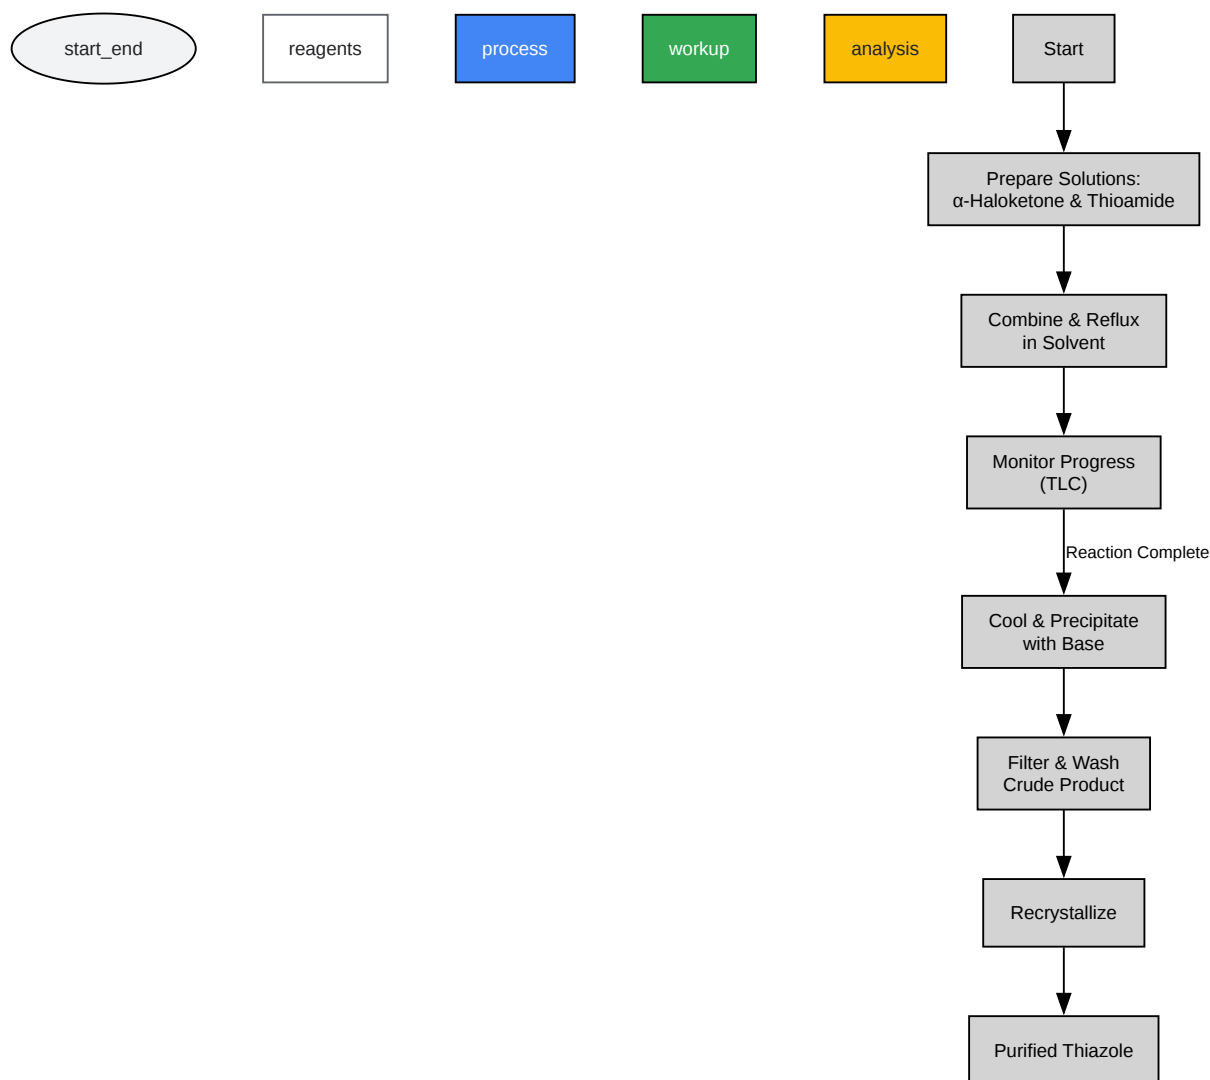 start_end
reagents
process
workup
analysis
Start
Prepare Solutions:
α-Haloketone & Thioamide
Combine & Reflux
in Solvent
Monitor Progress
(TLC)
Reaction Complete
Cool & Precipitate
with Base
Filter & Wash
Crude Product
Recrystallize
Purified Thiazole